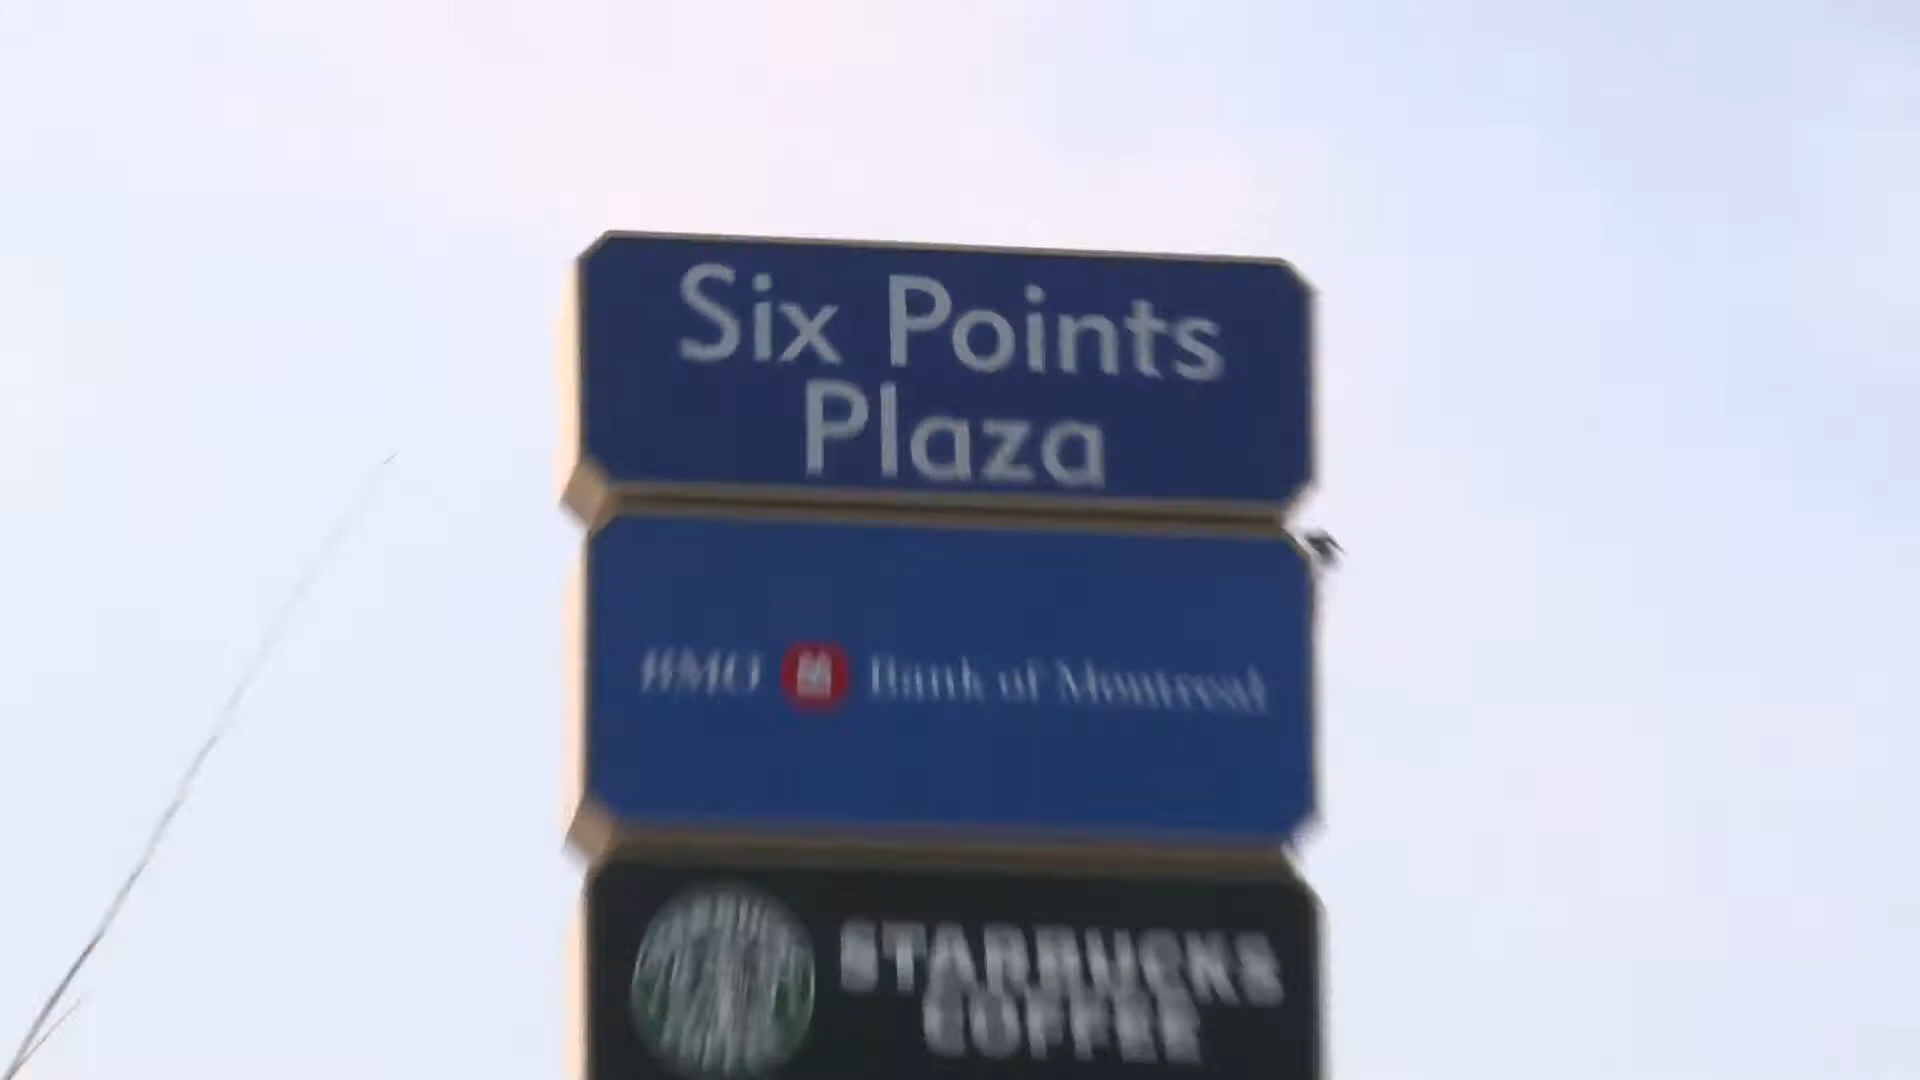 Six Points
Plaza
BMO Bank of Montreal
STARBUCKS
COFFEE